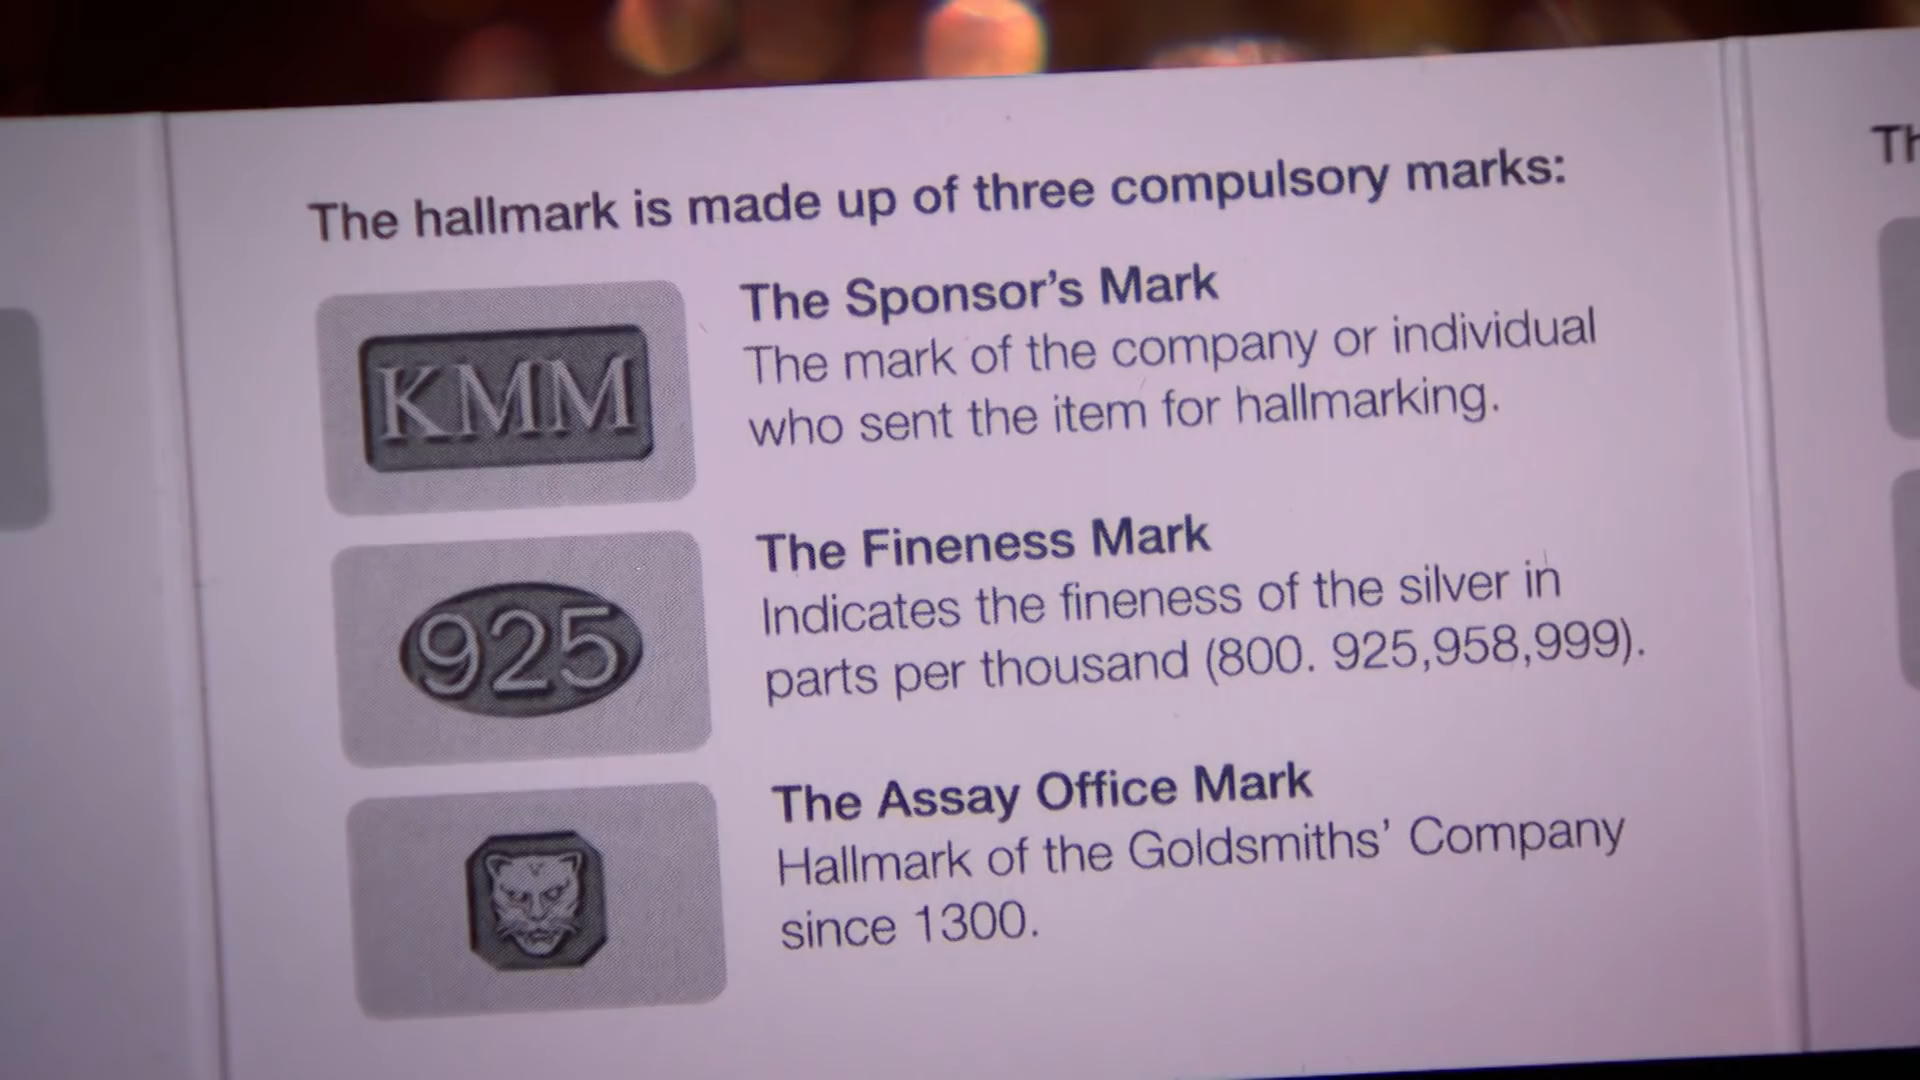 The hallmark is made up of three compulsory marks:
KMM
The Sponsor's Mark
The mark of the company or individual
who sent the item for hallmarking.
925
The Fineness Mark
Indicates the fineness of the silver in
parts per thousand (800. 925,958,999).
The Assay Office Mark
Hallmark of the Goldsmiths' Company
since 1300.